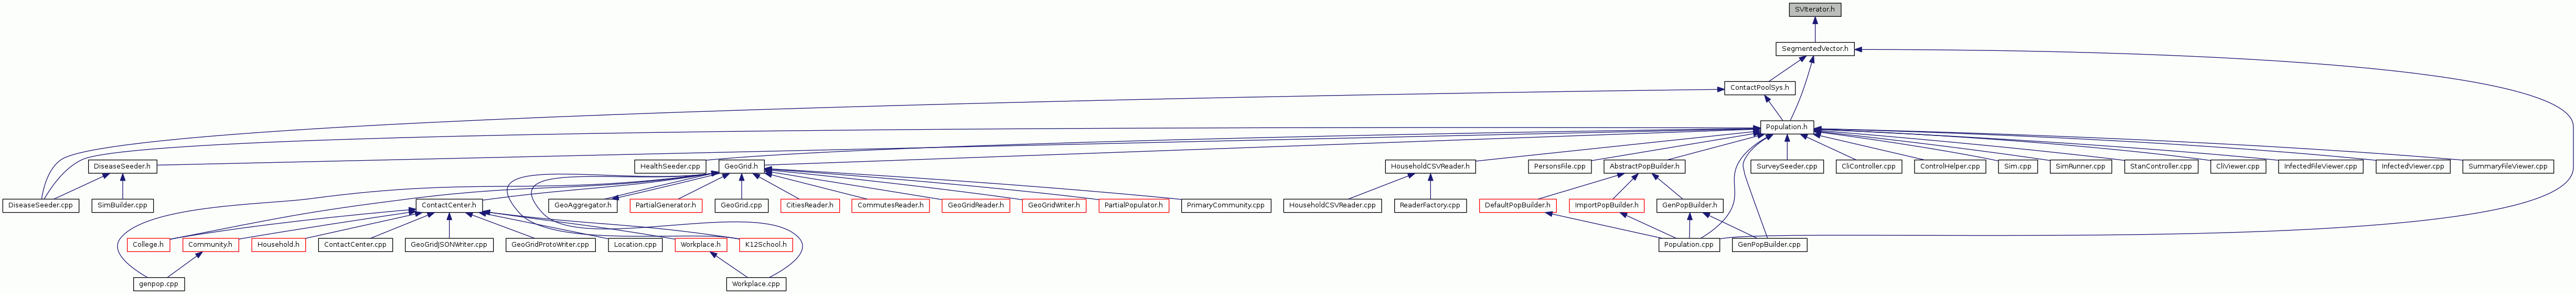 SVIterator.h
SegmentedVector.h
ContactPoolSys.h
Population.h
DiseaseSeeder.h
HealthSeeder.cpp
GeoGrid.h
HouseholdCSVReader.h
PersonsFile.cpp
AbstractPopBuilder.h
SurveySeeder.cpp
CliController.cpp
ControlHelper.cpp
Sim.cpp
SimRunner.cpp
StanController.cpp
CliViewer.cpp
InfectedFileViewer.cpp
InfectedViewer.cpp
SummaryFileViewer.cpp
DiseaseSeeder.cpp
SimBuilder.cpp
ContactCenter.h
GeoAggregator.h
PartialGenerator.h
GeoGrid.cpp
CitiesReader.h
CommutesReader.h
GeoGridReader.h
GeoGridWriter.h
PartialPopulator.h
PrimaryCommunity.cpp
HouseholdCSVReader.cpp
ReaderFactory.cpp
DefaultPopBuilder.h
ImportPopBuilder.h
GenPopBuilder.h
College.h
Community.h
Household.h
ContactCenter.cpp
GeoGridJSONWriter.cpp
GeoGridProtoWriter.cpp
Location.cpp
Workplace.h
K12School.h
Population.cpp
GenPopBuilder.cpp
genpop.cpp
Workplace.cpp